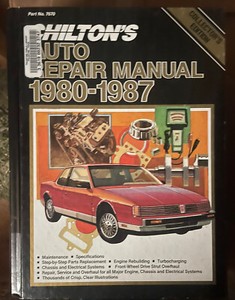 Part No. 7670
COLLECTOR'S
EDITION
CHILTON'S
AUTO
REPAIR MANUAL
1980-1987
• Maintenance • Specifications
• Step-by-Step Parts Replacement • Engine Rebuilding • Turbocharging
• Chassis and Electrical Systems • Front Wheel Drive Strut Overhaul
• Repair, Service and Overhaul for all Major Engine, Chassis and Electrical Systems
• Thousands of Crisp, Clear Illustrations